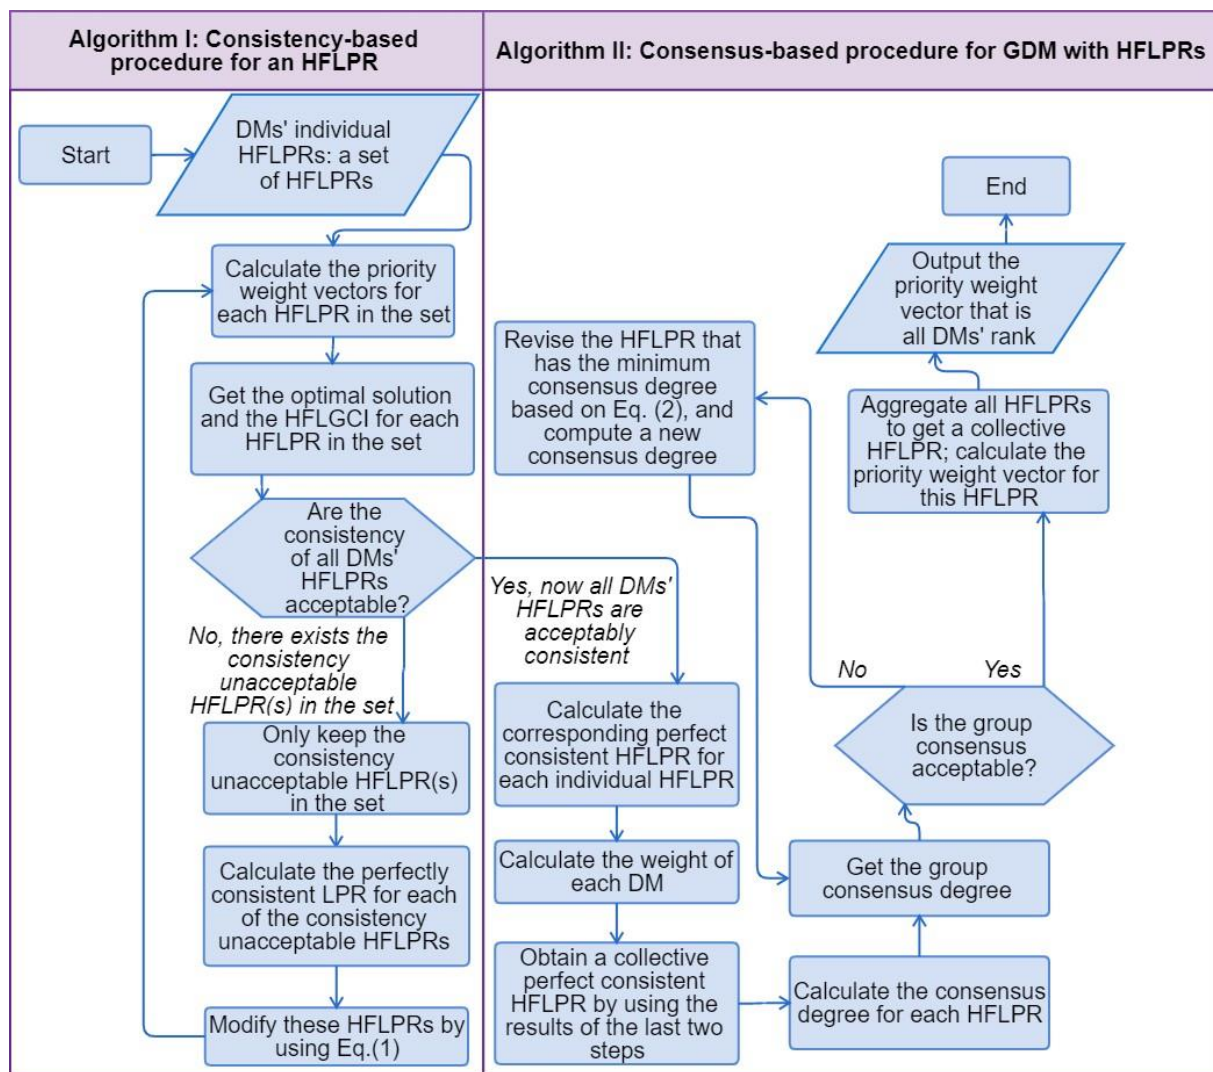 Algorithm I: Consistency-based
procedure for an HFLPR
Algorithm II: Consensus-based procedure for GDM with HFLPRs
Start
DMs' individual
HFLPRs: a set
of HFLPRs
Calculate the priority
weight vectors for
each HFLPR in the set
Get the optimal solution
and the HFLGCI for each
HFLPR in the set
Are the
consistency
of all DMs'
HFLPRs
acceptable?
No, there exists the
consistency
unacceptable
HFLPR(s) in the set
Only keep the
consistency
unacceptable HFLPR(s)
in the set
Calculate the perfectly
consistent LPR for each
of the consistency
unacceptable HFLPRs
Modify these HFLPRs by
using Eq.(1)
Yes, now all DMs'
HFLPRs are
acceptably
consistent
Calculate the
corresponding perfect
consistent HFLPR for
each individual HFLPR
Calculate the weight of
each DM
Obtain a collective
perfect consistent
HFLPR by using the
results of the last two
steps
Calculate the consensus
degree for each HFLPR
Get the group
consensus degree
Is the group
consensus
acceptable?
No
Yes
Revise the HFLPR that
has the minimum
consensus degree
based on Eq. (2), and
compute a new
consensus degree
Aggregate all HFLPRs
to get a collective
HFLPR; calculate the
priority weight vector for
this HFLPR
Output the
priority weight
vector that is
all DMs' rank
End